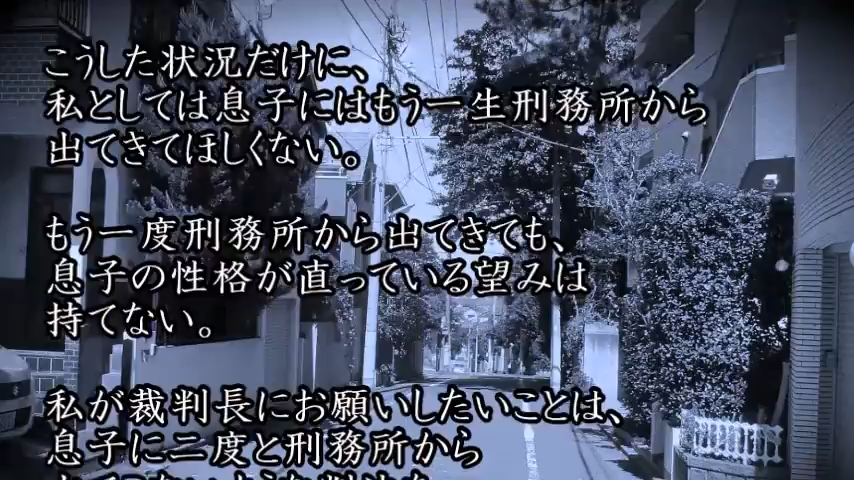 こうした状況だけに、
私としては息子にはもう一生刑務所から
出てきてほしくない。
もう一度刑務所から出てきても、
息子の性格が直っている望みは
持てない。
私が裁判長にお願いしたいことは、
息子に二度と刑務所から